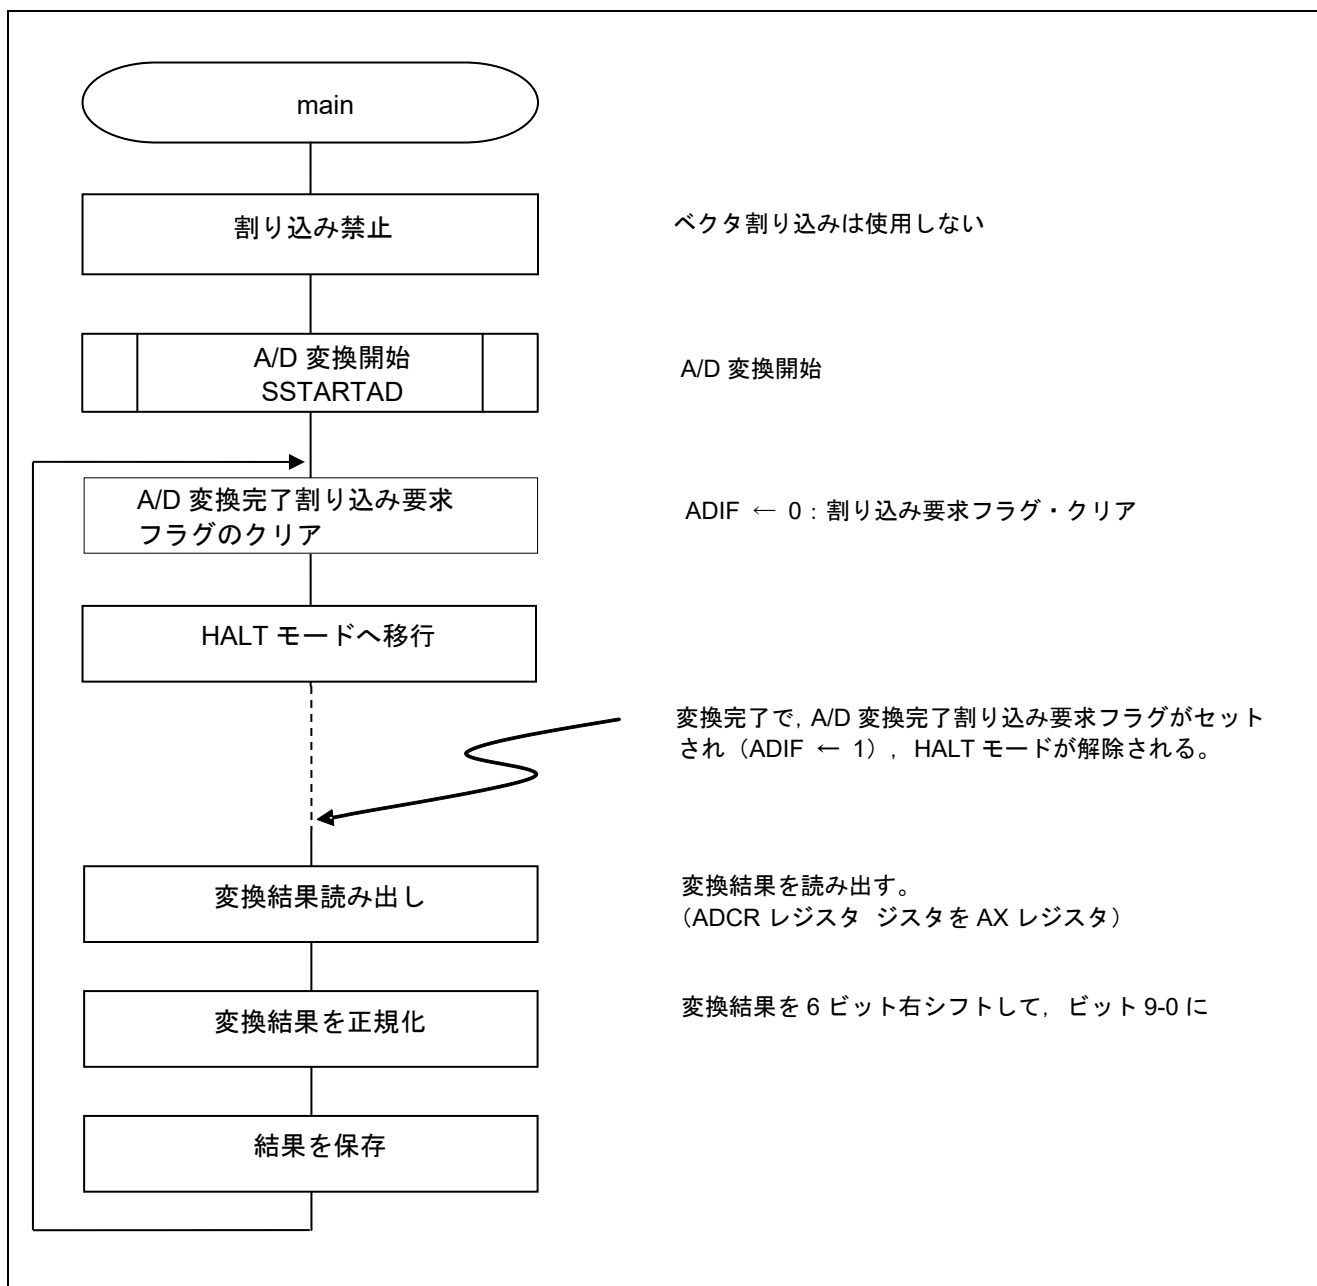 main
割り込み禁止
ベクタ割り込みは使用しない
A/D 変換開始
SSTARTAD
A/D 変換開始
A/D 変換完了割り込み要求
フラグのクリア
ADIF ← 0：割り込み要求フラグ・クリア
HALT モードへ移行
変換完了で，A/D 変換完了割り込み要求フラグがセット
され（ADIF ← 1），HALT モードが解除される。
変換結果読み出し
変換結果を読み出す。
（ADCR レジスタ ジスタを AX レジスタ）
変換結果を正規化
変換結果を 6 ビット右シフトして，ビット 9-0 に
結果を保存